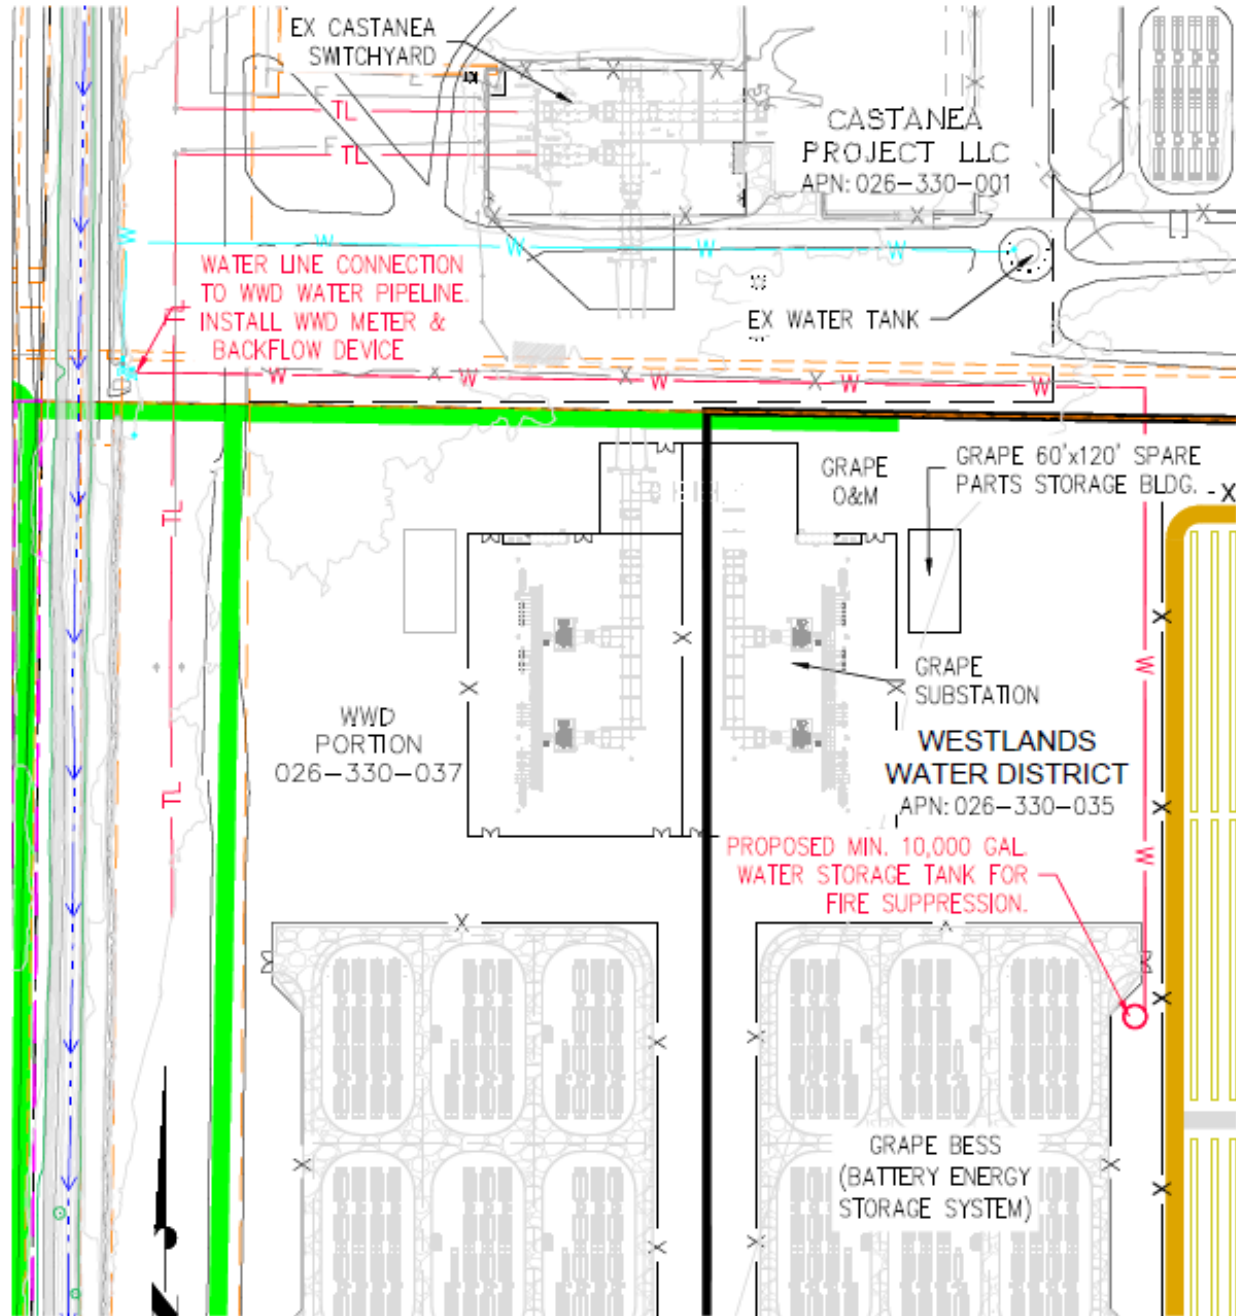 EX CASTANEA
SWITCHYARD
CASTANEA
PROJECT LLC
APN: 026-330-001
TL
TL
W
W
W
W
W
WATER LINE CONNECTION
TO WWD WATER PIPELINE.
INSTALL WWD METER &
BACKFLOW DEVICE
EX WATER TANK
W
W
W
W
W
GRAPE
O&M
GRAPE 60'x120' SPARE
PARTS STORAGE BLDG.
TL
GRAPE
SUBSTATION
W
WWD
PORTION
026-330-037
WESTLANDS
WATER DISTRICT
APN: 026-330-035
TL
PROPOSED MIN. 10,000 GAL
WATER STORAGE TANK FOR
FIRE SUPPRESSION.
W
GRAPE BESS
(BATTERY ENERGY
STORAGE SYSTEM)